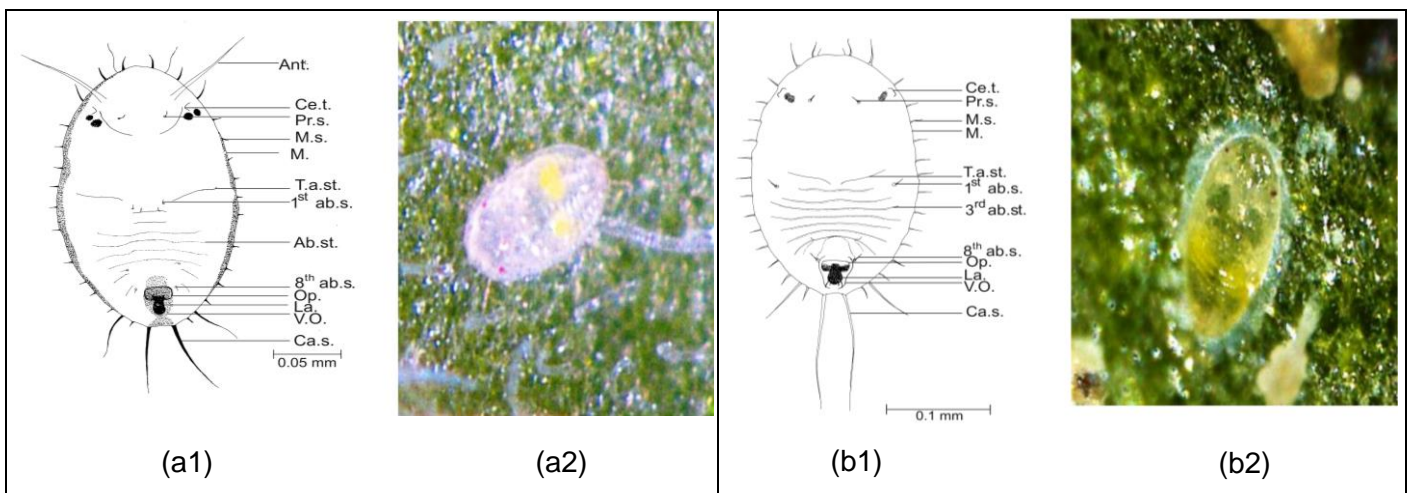 Ant.
Ce.t.
Pr.s.
M.s.
M.
T.a.st.
1st ab.s.
Ab.st.
8th ab.s.
Op.
La.
V.O.
Ca.s.
0.05 mm
Ce.t.
Pr.s.
M.s.
M.
T.a.st.
1st ab.s.
3rd ab.st.
8th ab.s.
Op.
La.
V.O.
Ca.s.
0.1 mm
(a1)
(a2)
(b1)
(b2)